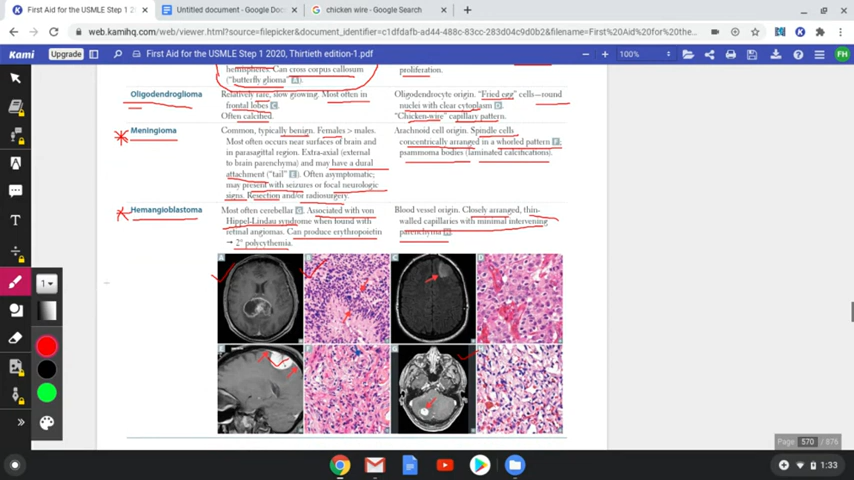 First Aid for the USMLE Step 1 2
Untitled document - Google Doc
chicken wire - Google Search
web.kamihq.com/web/viewer.html?source=filepicker&document_identifier=c1dfdafb-ad44-488c-b3cc-283d04c9d0b2&filename=First%20Aid%20for%20the...
Kami
Upgrade
First Aid for the USMLE Step 1 2020, Thirtieth edition-1.pdf
100%
FH
hemispheres. Can cross corpus callosum
proliferation.
("butterfly glioma" A).
Oligodendroglioma
Relatively rare, slow growing. Most often in
frontal lobes C.
Often calcified.
Oligodendrocyte origin. "Fried egg" cells—round
nuclei with clear cytoplasm D.
"Chicken-wire" capillary pattern.
Meningioma
Common, typically benign. Females > males.
Most often occurs near surfaces of brain and
in parasagittal region. Extra-axial (external
to brain parenchyma) and may have a dural
attachment ("tail" E). Often asymptomatic;
may present with seizures or focal neurologic
signs. Resection and/or radiosurgery.
Arachnoid cell origin. Spindle cells
concentrically arranged in a whorled pattern F;
psammoma bodies (laminated calcifications).
Hemangioblastoma
Most often cerebellar G. Associated with von
Hippel-Lindau syndrome when found with
retinal angiomas. Can produce erythropoietin
→ 2° polycythemia.
Blood vessel origin. Closely arranged, thin-
walled capillaries with minimal intervening
parenchyma H.
A
B
C
D
E
F
G
H
T
1
Page
570
/ 876
1:33